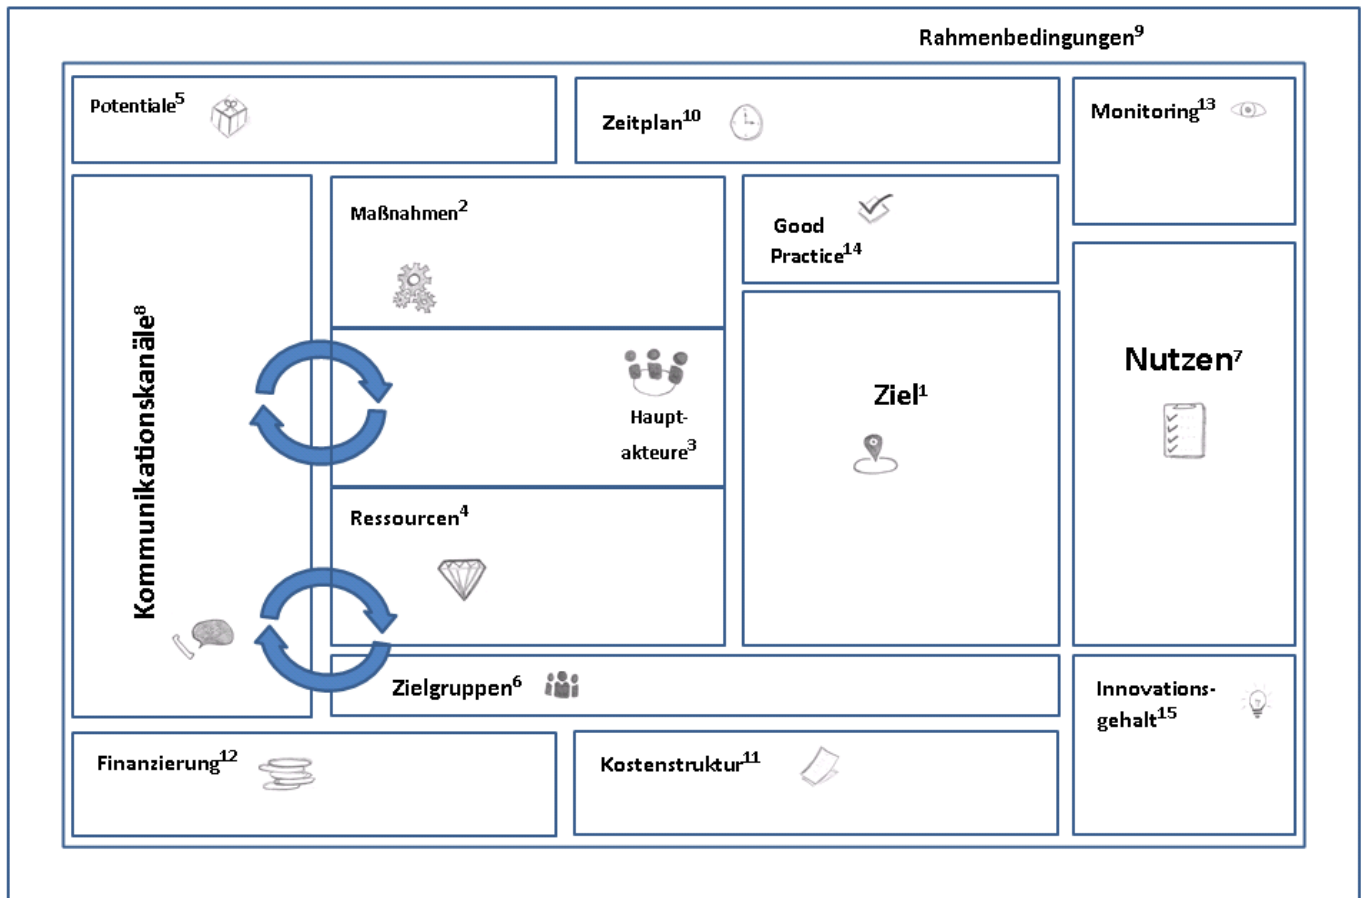 Rahmenbedingungen⁹
Potentiale⁵
Zeitplan¹⁰
Monitoring¹³
Maßnahmen²
Good
Practice¹⁴
Kommunikationskanäle⁸
Haupt-
akteure³
Ziel¹
Nutzen⁷
Ressourcen⁴
Zielgruppen⁶
Innovations-
gehalt¹⁵
Finanzierung¹²
Kostenstruktur¹¹